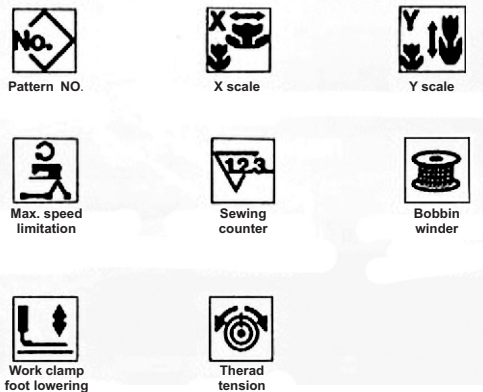 No.
Pattern NO.
X
X scale
Y
Y scale
Max. speed
limitation
123
Sewing
counter
Bobbin
winder
Work clamp
foot lowering
Therad
tension